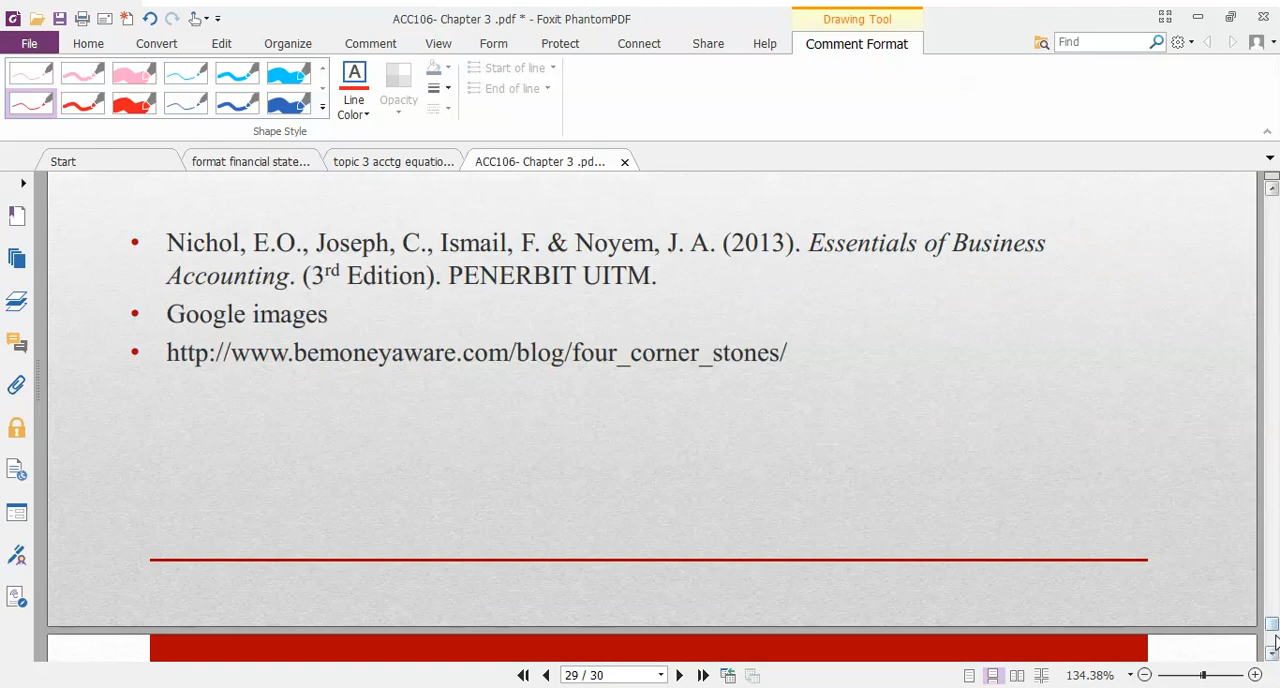 ACC106- Chapter 3 .pdf * - Foxit PhantomPDF
Drawing Tool
File Home Convert Edit Organize Comment View Form Protect Connect Share Help Comment Format Find
Start of line
End of line
Line Color
Opacity
Shape Style
Start format financial state... topic 3 acctg equatio... ACC106- Chapter 3 .pd...
• Nichol, E.O., Joseph, C., Ismail, F. & Noyem, J. A. (2013). Essentials of Business
Accounting. (3rd Edition). PENERBIT UITM.
• Google images
• http://www.bemoneyaware.com/blog/four_corner_stones/
29 / 30 134.38%